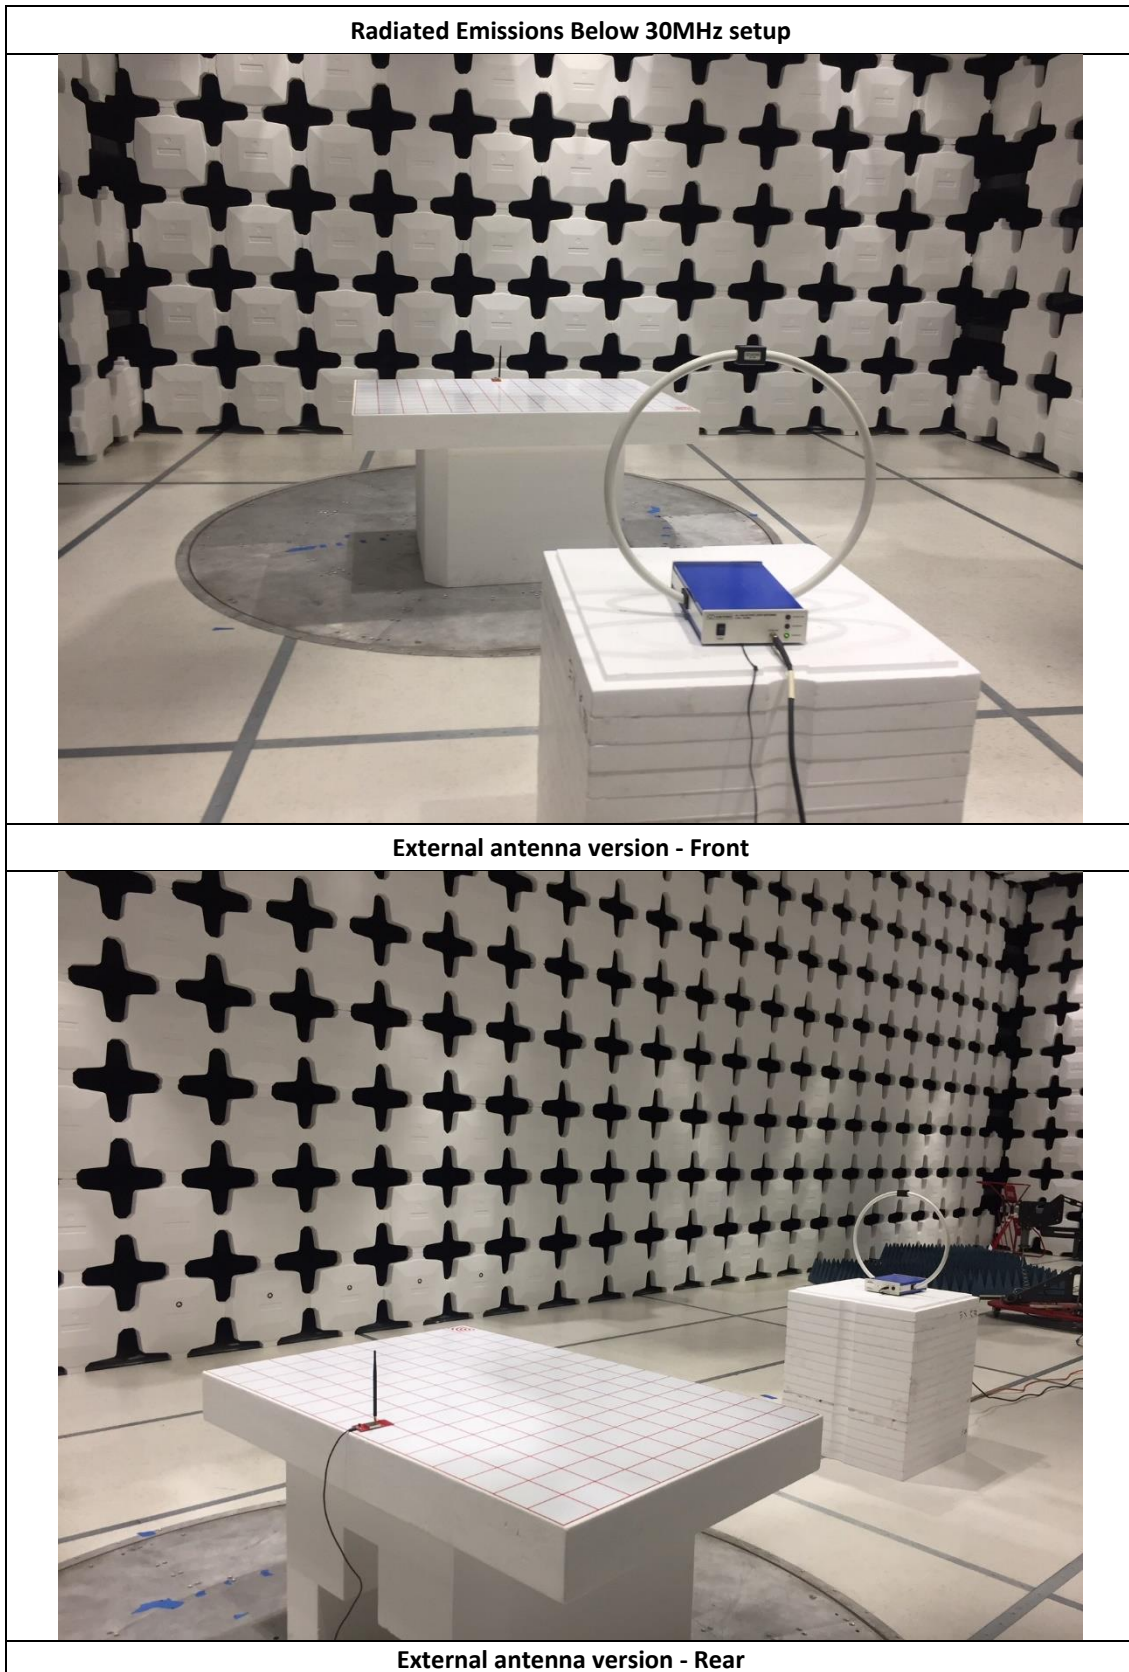 Radiated Emissions Below 30MHz setup
External antenna version - Front
External antenna version - Rear